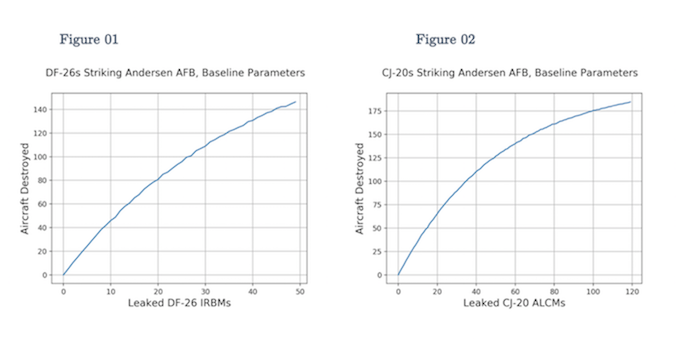 Figure 01
DF-26s Striking Andersen AFB, Baseline Parameters
Aircraft Destroyed
140
120
100
80
60
40
20
0
0 10 20 30 40 50
Leaked DF-26 IRBMs
Figure 02
CJ-20s Striking Andersen AFB, Baseline Parameters
Aircraft Destroyed
175
150
125
100
75
50
25
0
0 20 40 60 80 100 120
Leaked CJ-20 ALCMs